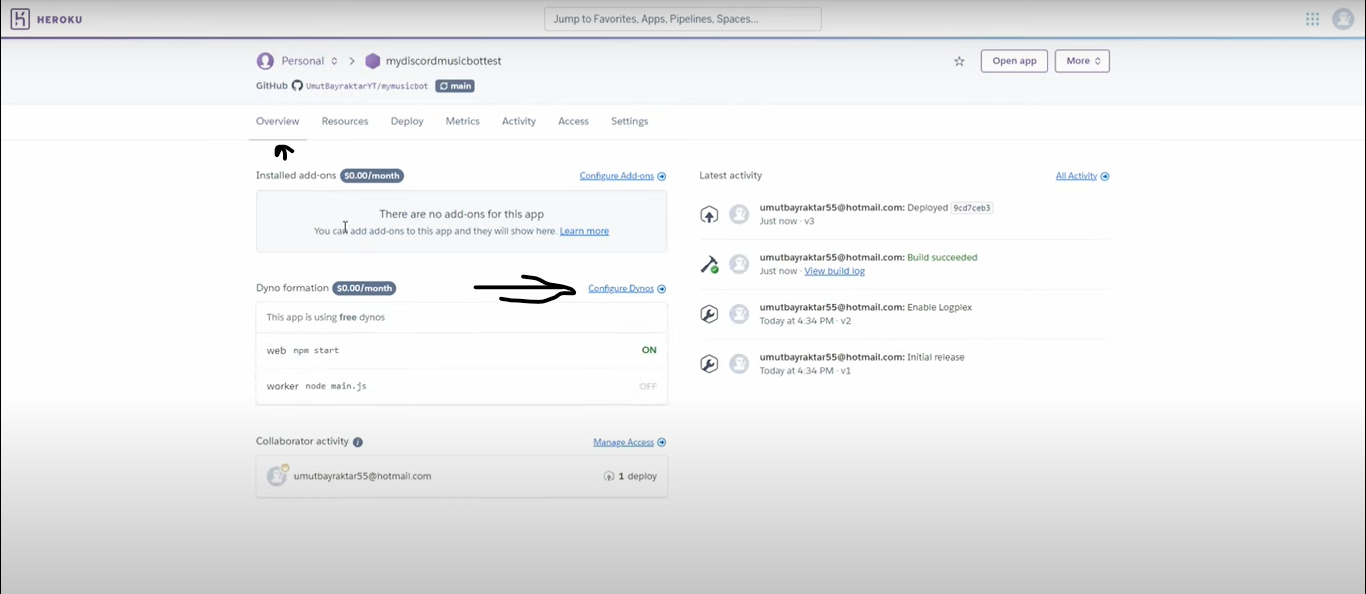 HEROKU
Jump to Favorites, Apps, Pipelines, Spaces...
Personal > mydiscordmusicbottest
Open app
More
GitHub UmutBayraktarYT/mymusicbot main
Overview Resources Deploy Metrics Activity Access Settings
Installed add-ons $0.00/month Configure Add-ons
There are no add-ons for this app
You can add add-ons to this app and they will show here. Learn more
Dyno formation $0.00/month Configure Dynos
This app is using free dynos
web npm start ON
worker node main.js OFF
Collaborator activity Manage Access
umutbayraktar55@hotmail.com 1 deploy
Latest activity All Activity
umutbayraktar55@hotmail.com: Deployed 9cd7ceb3
Just now · v3
umutbayraktar55@hotmail.com: Build succeeded
Just now · View build log
umutbayraktar55@hotmail.com: Enable Logplex
Today at 4:34 PM · v2
umutbayraktar55@hotmail.com: Initial release
Today at 4:34 PM · v1